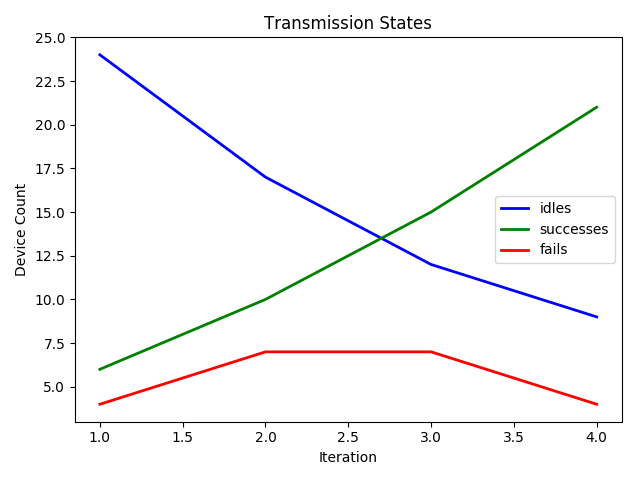 Transmission States
Device Count
25.0
22.5
20.0
17.5
15.0
12.5
10.0
7.5
5.0
idles
successes
fails
1.0 1.5 2.0 2.5 3.0 3.5 4.0
Iteration